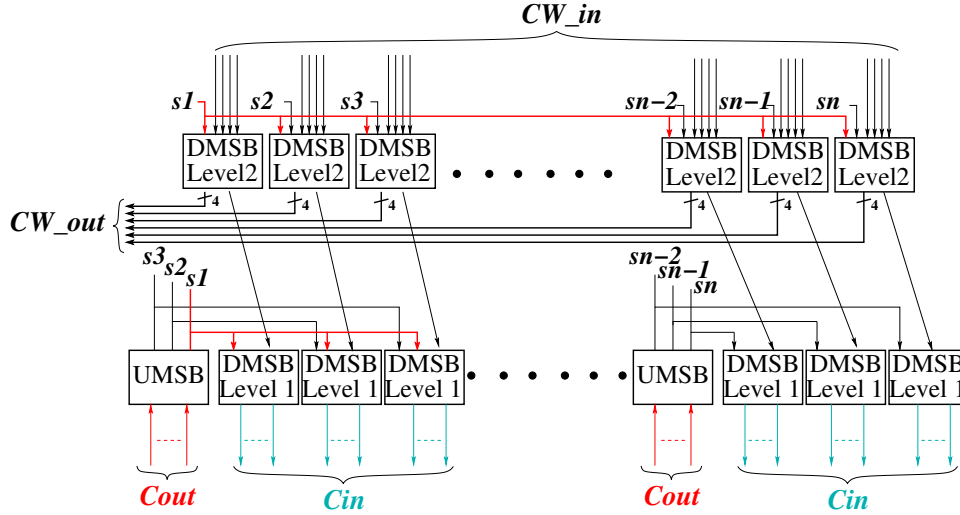 CW_in
s1 s2 s3 sn-2 sn-1 sn
DMSB DMSB DMSB DMSB DMSB DMSB
Level2 Level2 Level2 Level2 Level2 Level2
4 4 4 4 4 4
CW_out
s3 s2 s1 sn-2 sn-1 sn
UMSB DMSB DMSB DMSB UMSB DMSB DMSB DMSB
Level 1 Level 1 Level 1 Level 1 Level 1 Level 1
Cout Cin Cout Cin